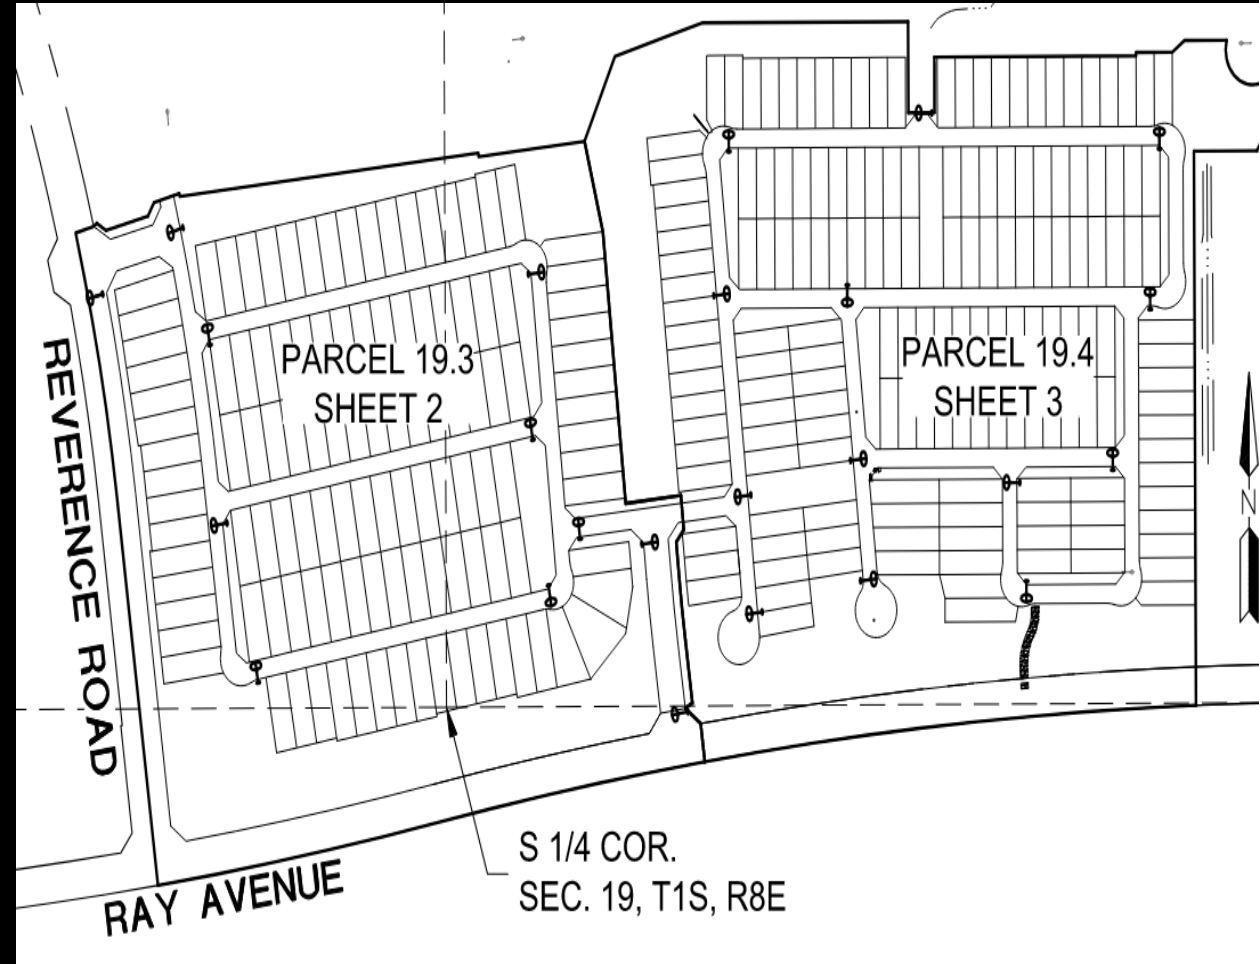 PARCEL 19.3
SHEET 2
PARCEL 19.4
SHEET 3
REVERENCE ROAD
N
S 1/4 COR.
SEC. 19, T1S, R8E
RAY AVENUE